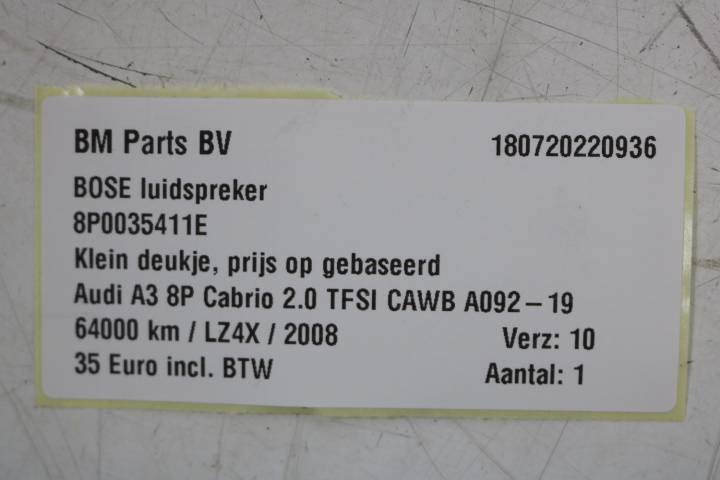 BM Parts BV 180720220936
BOSE luidspreker
8P0035411E
Klein deukje, prijs op gebaseerd
Audi A3 8P Cabrio 2.0 TFSI CAWB A092-19
64000 km / LZ4X / 2008 Verz: 10
35 Euro incl. BTW Aantal: 1